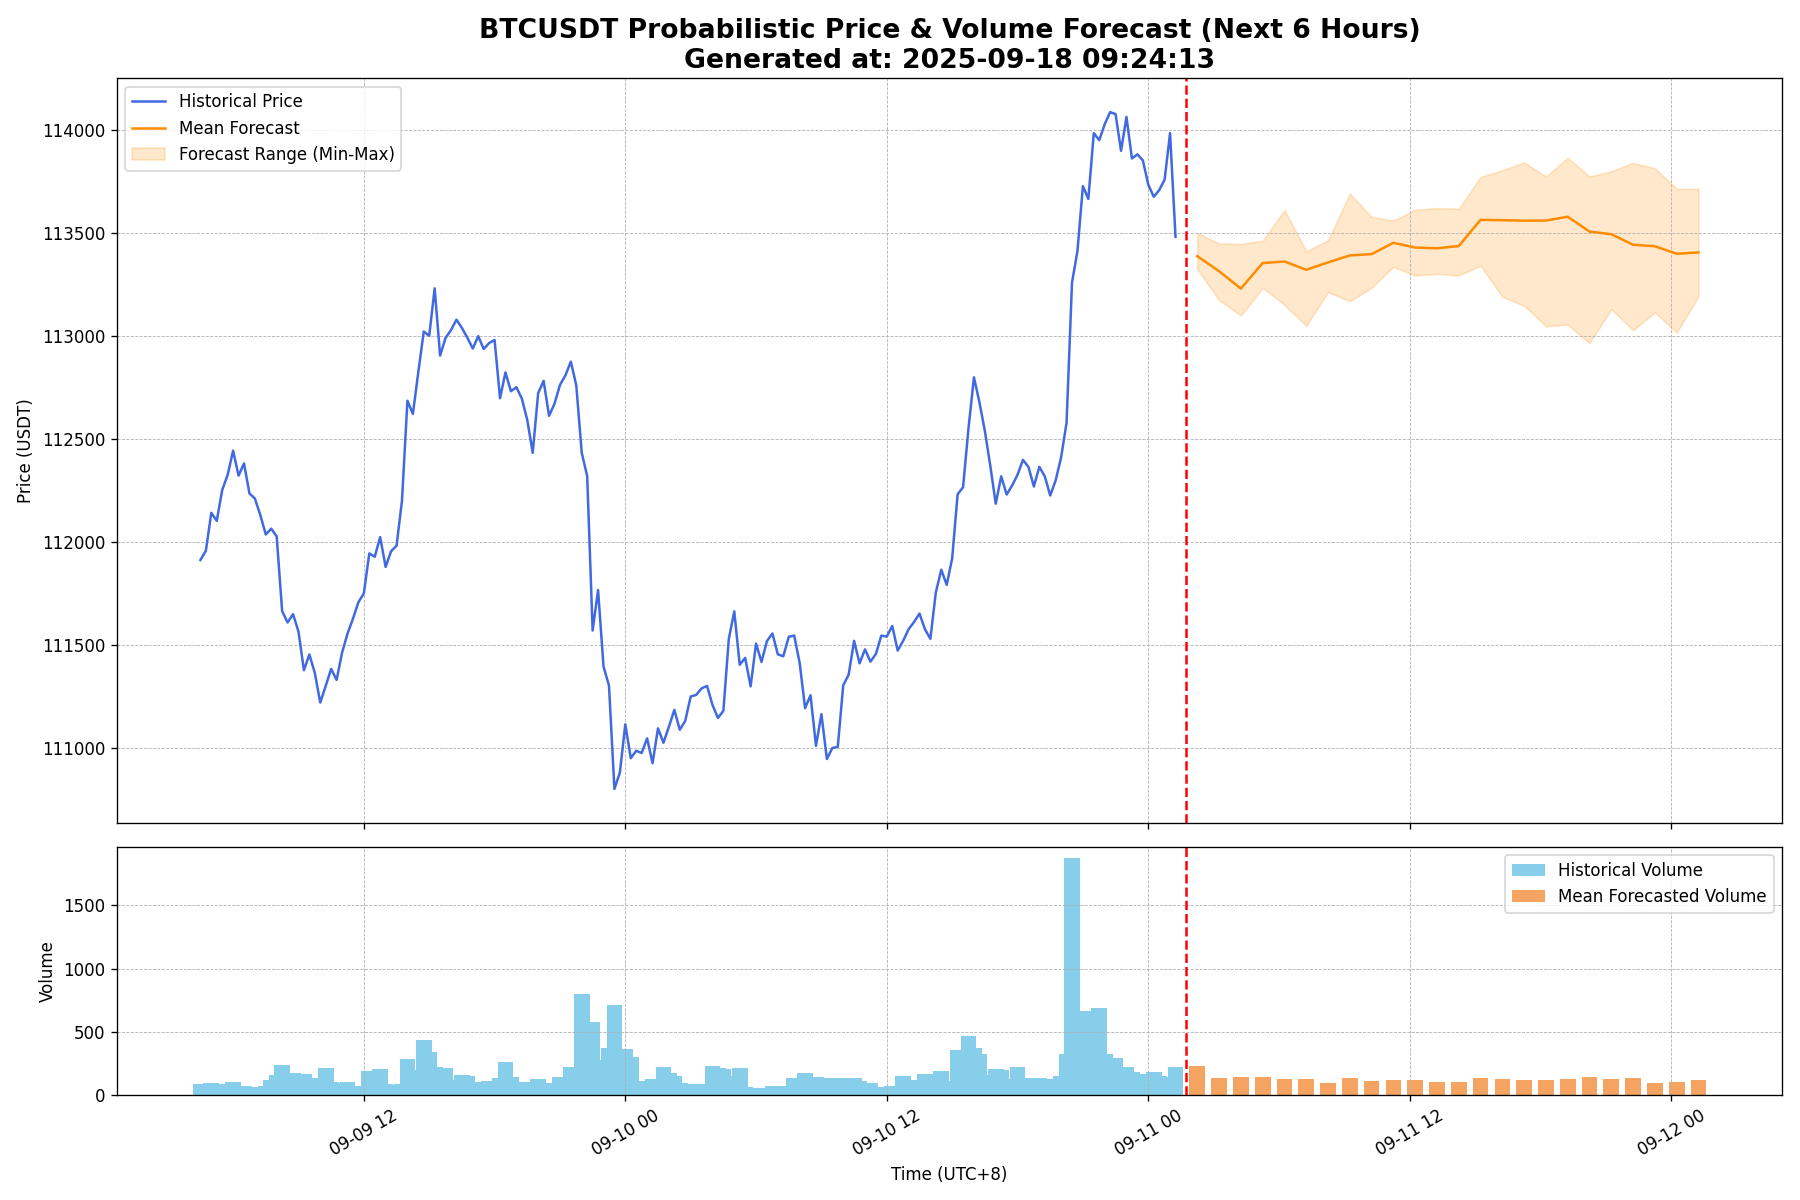 BTCUSDT Probabilistic Price & Volume Forecast (Next 6 Hours)
Generated at: 2025-09-18 09:24:13
Historical Price
Mean Forecast
Forecast Range (Min-Max)
114000
113500
113000
112500
112000
111500
111000
Price (USDT)
Historical Volume
Mean Forecasted Volume
1500
1000
500
0
Volume
09-09 12
09-10 00
09-10 12
09-11 00
09-11 12
09-12 00
Time (UTC+8)